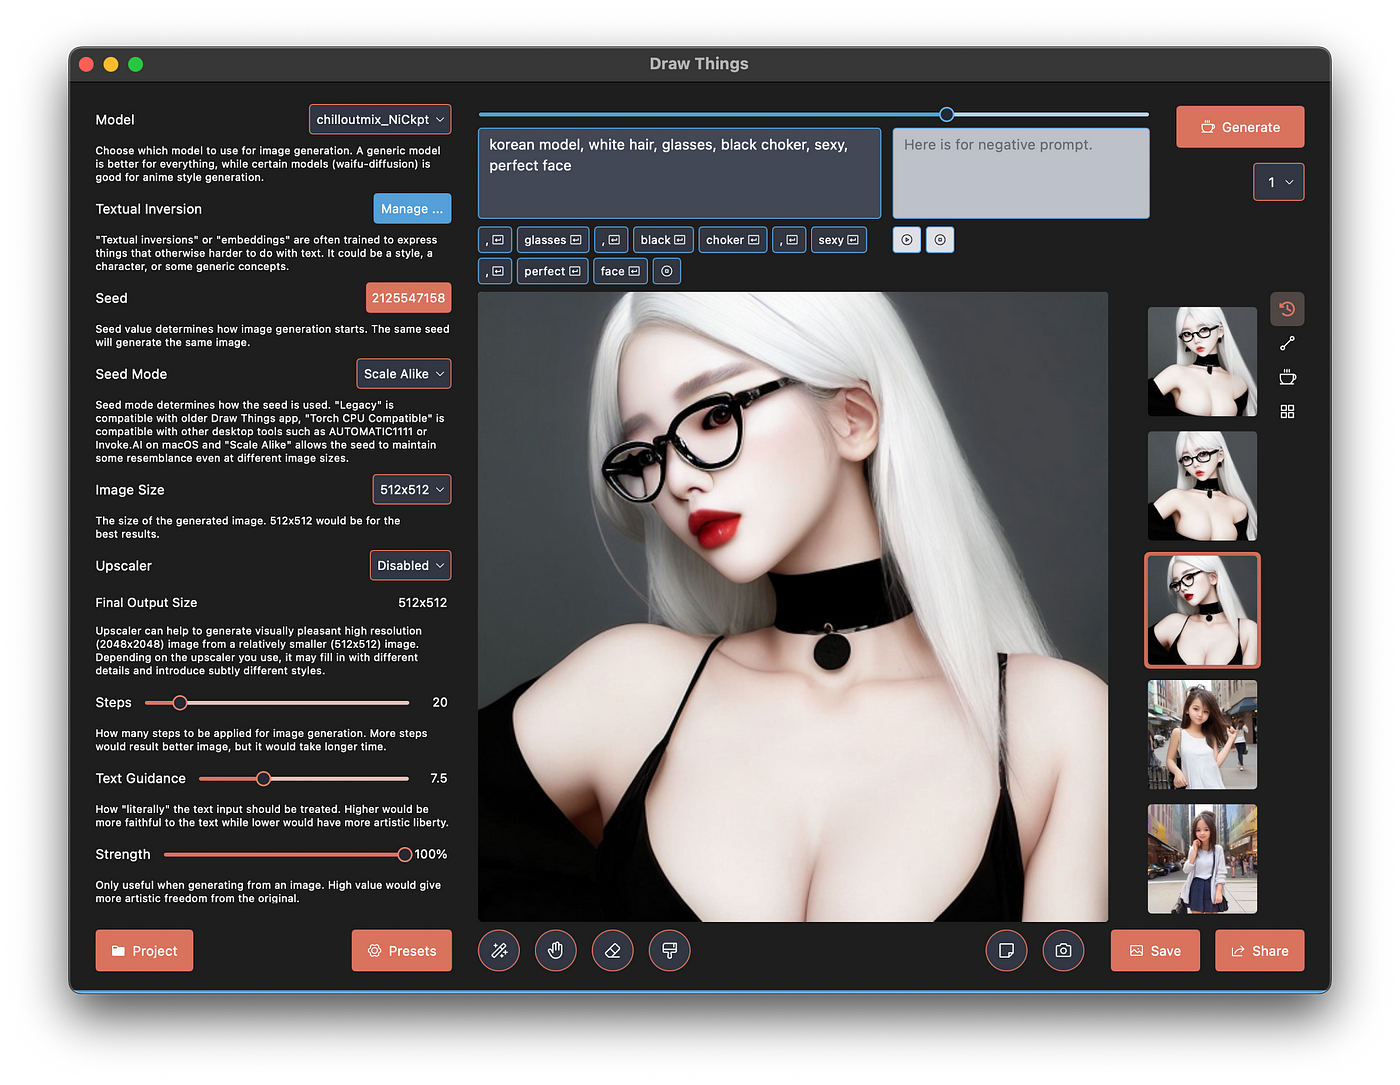 Draw Things
Model
chilloutmix_NiCkpt
Choose which model to use for image generation. A generic model
is better for everything, while certain models (waifu-diffusion) is
good for anime style generation.
Textual Inversion
Manage ...
"Textual inversions" or "embeddings" are often trained to express
things that otherwise harder to do with text. It could be a style, a
character, or some generic concepts.
Seed
2125547158
Seed value determines how image generation starts. The same seed
will generate the same image.
Seed Mode
Scale Alike
Seed mode determines how the seed is used. "Legacy" is
compatible with older Draw Things app, "Torch CPU Compatible" is
compatible with other desktop tools such as AUTOMATIC1111 or
Invoke.AI on macOS and "Scale Alike" allows the seed to maintain
some resemblance even at different image sizes.
Image Size
512x512
The size of the generated image. 512x512 would be for the
best results.
Upscaler
Disabled
Final Output Size
512x512
Upscaler can help to generate visually pleasant high resolution
(2048x2048) image from a relatively smaller (512x512) image.
Depending on the upscaler you use, it may fill in with different
details and introduce subtly different styles.
Steps
20
How many steps to be applied for image generation. More steps
would result better image, but it would take longer time.
Text Guidance
7.5
How "literally" the text input should be treated. Higher would be
more faithful to the text while lower would have more artistic liberty.
Strength
100%
Only useful when generating from an image. High value would give
more artistic freedom from the original.
Project
Presets
korean model, white hair, glasses, black choker, sexy,
perfect face
Here is for negative prompt.
Generate
1
, glasses , black choker , sexy
, perfect face
Save
Share